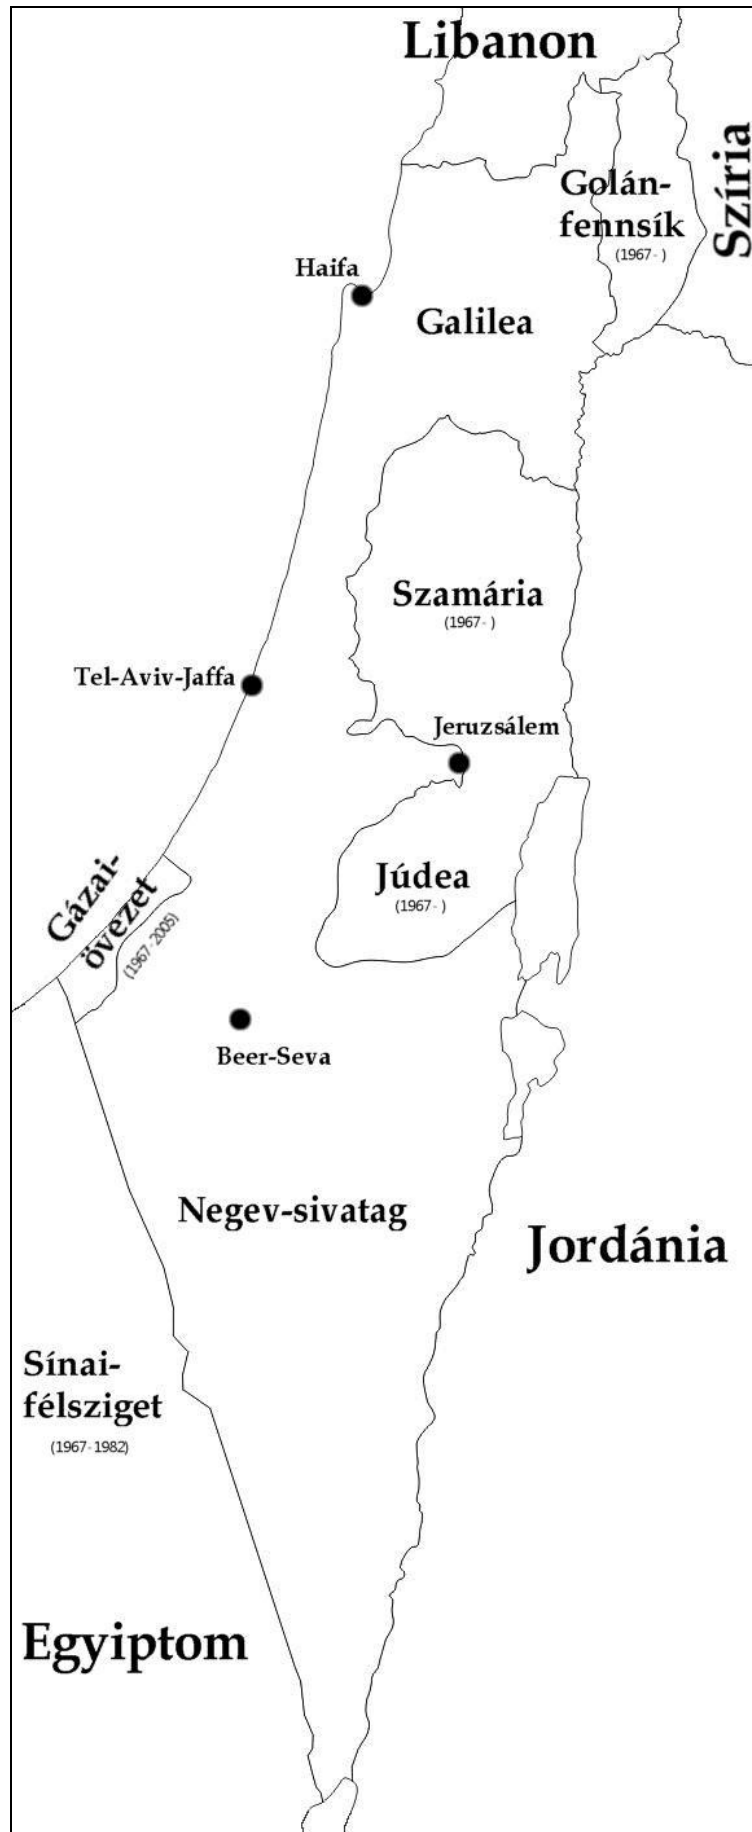 Libanon
Szíria
Golán-
fennsík
(1967- )
Haifa
Galilea
Szamária
(1967- )
Tel-Aviv-Jaffa
Jeruzsálem
Gázai-
övezet
(1967-2005)
Júdea
(1967- )
Beer-Seva
Negev-sivatag
Jordánia
Sínai-
félsziget
(1967-1982)
Egyiptom